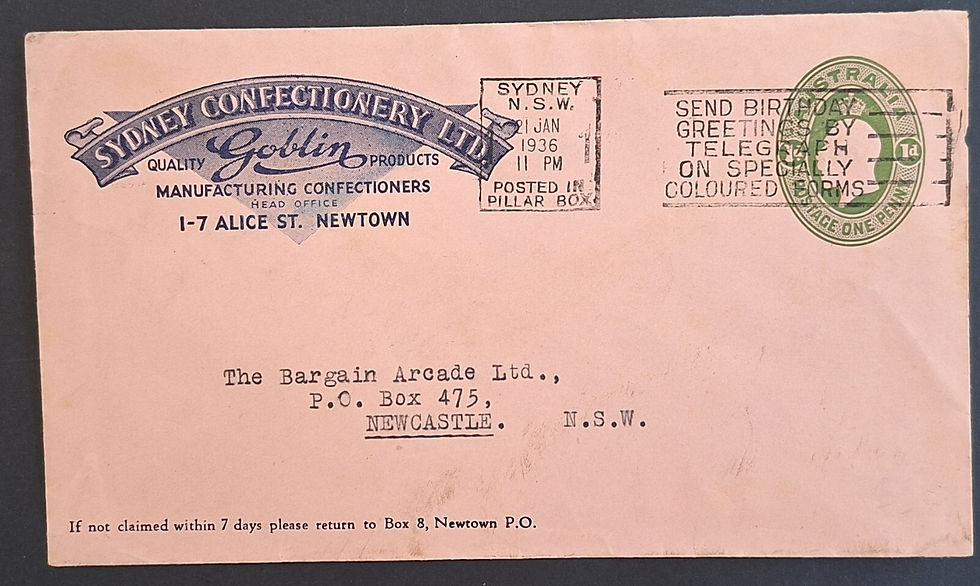 SYDNEY CONFECTIONERY LTD.
Goblin
QUALITY PRODUCTS
MANUFACTURING CONFECTIONERS
HEAD OFFICE
1-7 ALICE ST. NEWTOWN
SYDNEY
N.S.W.
21 JAN
1936
11 PM
POSTED IN
PILLAR BOX
SEND BIRTHDAY
GREETINGS BY
TELEGRAPH
ON SPECIALLY
COLOURED FORMS
AUSTRALIA
1d 1d
POSTAGE ONE PENNY
The Bargain Arcade Ltd.,
P.O. Box 475,
NEWCASTLE. N.S.W.
If not claimed within 7 days please return to Box 8, Newtown P.O.